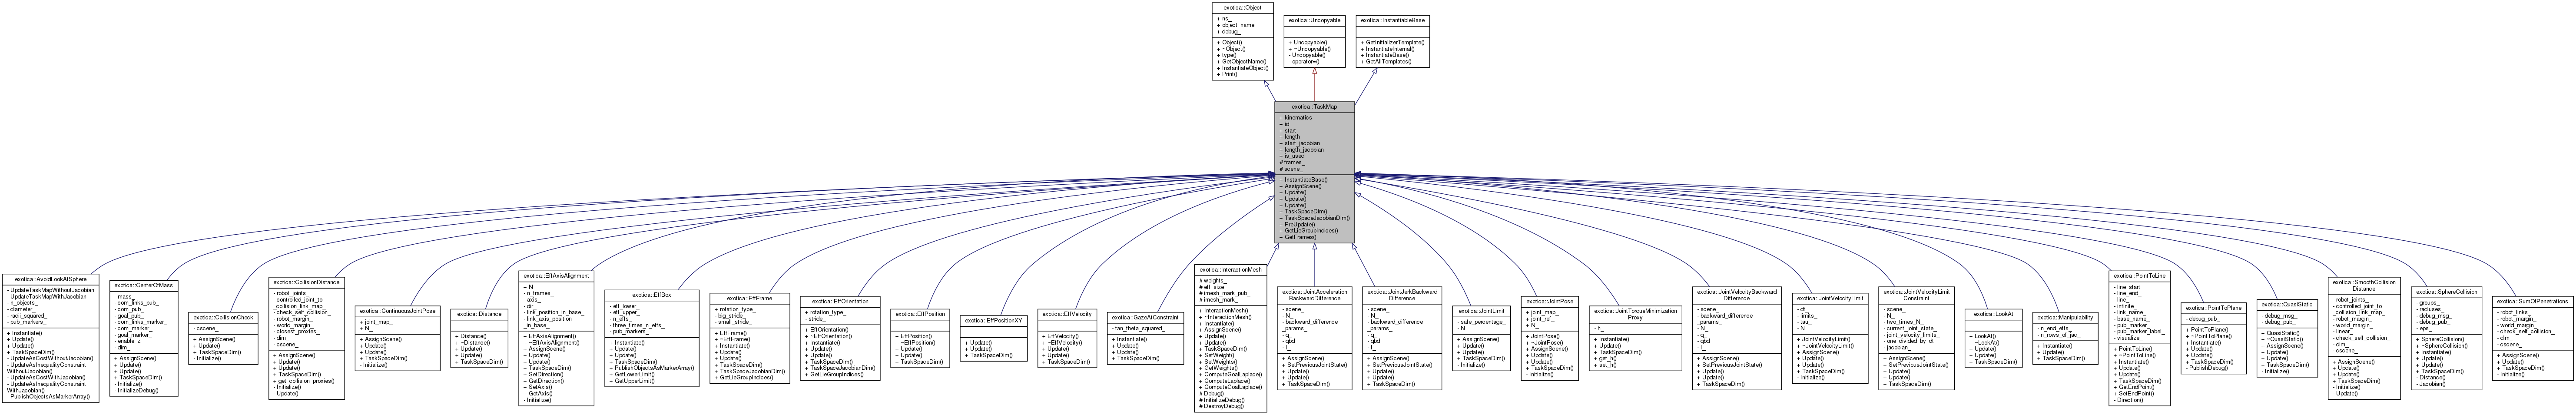 exotica::Object
+ ns_
+ object_name_
+ debug_
+ Object()
+ ~Object()
+ type()
+ GetObjectName()
+ InstantiateObject()
+ Print()
exotica::Uncopyable
+ Uncopyable()
+ ~Uncopyable()
- Uncopyable()
- operator=()
exotica::InstantiableBase
+ GetInitializerTemplate()
+ InstantiateInternal()
+ InstantiateBase()
+ GetAllTemplates()
exotica::TaskMap
+ kinematics
+ id
+ start
+ length
+ start_jacobian
+ length_jacobian
+ is_used
# frames_
# scene_
+ InstantiateBase()
+ AssignScene()
+ Update()
+ Update()
+ Update()
+ TaskSpaceDim()
+ TaskSpaceJacobianDim()
+ PreUpdate()
+ GetLieGroupIndices()
+ GetFrames()
exotica::AvoidLookAtSphere
- UpdateTaskMapWithoutJacobian
- UpdateTaskMapWithJacobian
- n_objects_
- diameter_
- radii_squared_
- pub_markers_
+ Instantiate()
+ Update()
+ Update()
+ TaskSpaceDim()
- UpdateAsCostWithoutJacobian()
- UpdateAsInequalityConstraint
WithoutJacobian()
- UpdateAsCostWithJacobian()
- UpdateAsInequalityConstraint
WithJacobian()
- PublishObjectsAsMarkerArray()
exotica::CenterOfMass
- mass_
- com_links_pub_
- com_pub_
- goal_pub_
- com_links_marker_
- com_marker_
- goal_marker_
- enable_z_
- dim_
+ AssignScene()
+ Update()
+ Update()
+ TaskSpaceDim()
- Initialize()
- InitializeDebug()
exotica::CollisionCheck
- cscene_
+ AssignScene()
+ Update()
+ TaskSpaceDim()
- Initialize()
exotica::CollisionDistance
- robot_joints_
- controlled_joint_to
_collision_link_map_
- check_self_collision_
- robot_margin_
- world_margin_
- closest_proxies_
- dim_
- cscene_
+ AssignScene()
+ Update()
+ Update()
+ TaskSpaceDim()
+ get_collision_proxies()
- Initialize()
- Update()
exotica::ContinuousJointPose
+ joint_map_
+ N_
+ AssignScene()
+ Update()
+ Update()
+ TaskSpaceDim()
- Initialize()
exotica::Distance
+ Distance()
+ ~Distance()
+ Update()
+ Update()
+ TaskSpaceDim()
exotica::EffAxisAlignment
+ N
- n_frames_
- axis_
- dir_
- link_position_in_base_
- link_axis_position
_in_base_
+ EffAxisAlignment()
+ ~EffAxisAlignment()
+ AssignScene()
+ Update()
+ Update()
+ TaskSpaceDim()
+ SetDirection()
+ GetDirection()
+ SetAxis()
+ GetAxis()
- Initialize()
exotica::EffBox
- eff_lower_
- eff_upper_
- n_effs_
- three_times_n_effs_
- pub_markers_
+ Instantiate()
+ Update()
+ Update()
+ TaskSpaceDim()
+ PublishObjectsAsMarkerArray()
+ GetLowerLimit()
+ GetUpperLimit()
exotica::EffFrame
+ rotation_type_
- big_stride_
- small_stride_
+ EffFrame()
+ ~EffFrame()
+ Instantiate()
+ Update()
+ Update()
+ TaskSpaceDim()
+ TaskSpaceJacobianDim()
+ GetLieGroupIndices()
exotica::EffOrientation
+ rotation_type_
- stride_
+ EffOrientation()
+ ~EffOrientation()
+ Instantiate()
+ Update()
+ Update()
+ TaskSpaceDim()
+ TaskSpaceJacobianDim()
+ GetLieGroupIndices()
exotica::EffPosition
+ EffPosition()
+ ~EffPosition()
+ Update()
+ Update()
+ TaskSpaceDim()
exotica::EffPositionXY
+ Update()
+ Update()
+ TaskSpaceDim()
exotica::EffVelocity
+ EffVelocity()
+ ~EffVelocity()
+ Update()
+ Update()
+ TaskSpaceDim()
exotica::GazeAtConstraint
- tan_theta_squared_
+ Instantiate()
+ Update()
+ Update()
+ TaskSpaceDim()
exotica::InteractionMesh
# weights_
# eff_size_
# imesh_mark_pub_
# imesh_mark_
+ InteractionMesh()
+ ~InteractionMesh()
+ Instantiate()
+ AssignScene()
+ Update()
+ Update()
+ TaskSpaceDim()
+ SetWeight()
+ SetWeights()
+ GetWeights()
+ ComputeGoalLaplace()
+ ComputeLaplace()
+ ComputeGoalLaplace()
# Debug()
# InitializeDebug()
# DestroyDebug()
exotica::JointAcceleration
BackwardDifference
- scene_
- N_
- backward_difference
_params_
- q_
- qbd_
- I_
+ AssignScene()
+ SetPreviousJointState()
+ Update()
+ Update()
+ TaskSpaceDim()
exotica::JointJerkBackward
Difference
- scene_
- N_
- backward_difference
_params_
- q_
- qbd_
- I_
+ AssignScene()
+ SetPreviousJointState()
+ Update()
+ Update()
+ TaskSpaceDim()
exotica::JointLimit
- safe_percentage_
- N
+ AssignScene()
+ Update()
+ Update()
+ TaskSpaceDim()
- Initialize()
exotica::JointPose
+ joint_map_
+ joint_ref_
+ N_
+ JointPose()
+ ~JointPose()
+ AssignScene()
+ Update()
+ Update()
+ TaskSpaceDim()
- Initialize()
exotica::JointTorqueMinimization
Proxy
- h_
+ Instantiate()
+ Update()
+ TaskSpaceDim()
+ get_h()
+ set_h()
exotica::JointVelocityBackward
Difference
- scene_
- backward_difference
_params_
- N_
- q_
- qbd_
- I_
+ AssignScene()
+ SetPreviousJointState()
+ Update()
+ Update()
+ TaskSpaceDim()
exotica::JointVelocityLimit
- dt_
- limits_
- tau_
- N
+ JointVelocityLimit()
+ ~JointVelocityLimit()
+ AssignScene()
+ Update()
+ Update()
+ TaskSpaceDim()
- Initialize()
exotica::JointVelocityLimit
Constraint
- scene_
- N_
- two_times_N_
- current_joint_state_
- joint_velocity_limits_
- one_divided_by_dt_
- jacobian_
+ AssignScene()
+ SetPreviousJointState()
+ Update()
+ Update()
+ TaskSpaceDim()
exotica::LookAt
+ LookAt()
+ ~LookAt()
+ Update()
+ Update()
+ TaskSpaceDim()
exotica::Manipulability
- n_end_effs_
- n_rows_of_jac_
+ Instantiate()
+ Update()
+ TaskSpaceDim()
exotica::PointToLine
- line_start_
- line_end_
- line_
- infinite_
- link_name_
- base_name_
- pub_marker_
- pub_marker_label_
- visualize_
+ PointToLine()
+ ~PointToLine()
+ Instantiate()
+ Update()
+ Update()
+ TaskSpaceDim()
+ GetEndPoint()
+ SetEndPoint()
- Direction()
exotica::PointToPlane
- debug_pub_
+ PointToPlane()
+ ~PointToPlane()
+ Instantiate()
+ Update()
+ Update()
+ TaskSpaceDim()
- PublishDebug()
exotica::QuasiStatic
- debug_msg_
- debug_pub_
+ QuasiStatic()
+ ~QuasiStatic()
+ AssignScene()
+ Update()
+ Update()
+ TaskSpaceDim()
- Initialize()
exotica::SmoothCollision
Distance
- robot_joints_
- controlled_joint_to
_collision_link_map_
- robot_margin_
- world_margin_
- linear_
- check_self_collision_
- dim_
- cscene_
+ AssignScene()
+ Update()
+ Update()
+ TaskSpaceDim()
- Initialize()
- Update()
exotica::SphereCollision
- groups_
- radiuses_
- debug_msg_
- debug_pub_
- eps_
+ SphereCollision()
+ ~SphereCollision()
+ Instantiate()
+ Update()
+ Update()
+ TaskSpaceDim()
- Distance()
- Jacobian()
exotica::SumOfPenetrations
- robot_links_
- robot_margin_
- world_margin_
- check_self_collision_
- dim_
- cscene_
+ AssignScene()
+ Update()
+ TaskSpaceDim()
- Initialize()